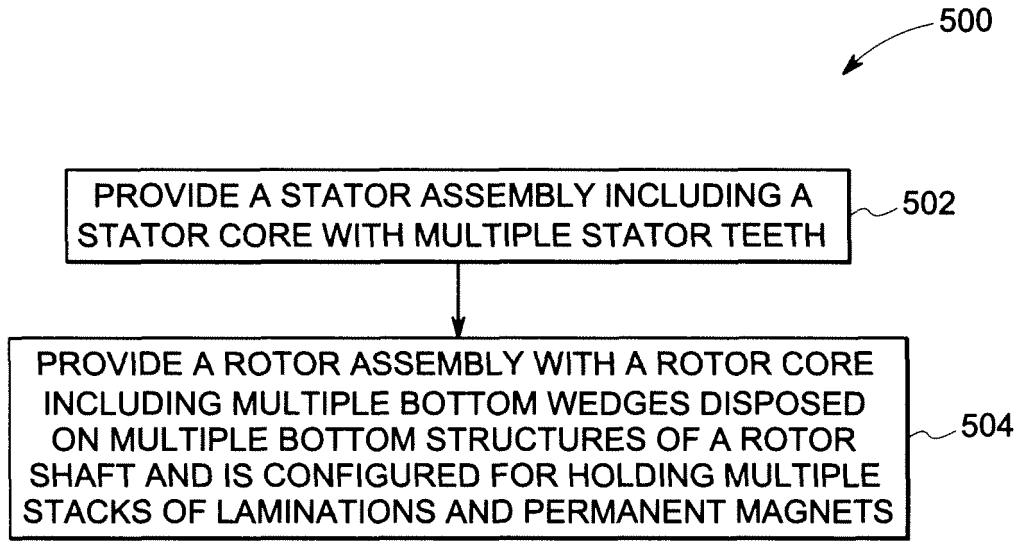 500
PROVIDE A STATOR ASSEMBLY INCLUDING A
STATOR CORE WITH MULTIPLE STATOR TEETH
502
PROVIDE A ROTOR ASSEMBLY WITH A ROTOR CORE
INCLUDING MULTIPLE BOTTOM WEDGES DISPOSED
ON MULTIPLE BOTTOM STRUCTURES OF A ROTOR
SHAFT AND IS CONFIGURED FOR HOLDING MULTIPLE
STACKS OF LAMINATIONS AND PERMANENT MAGNETS
504